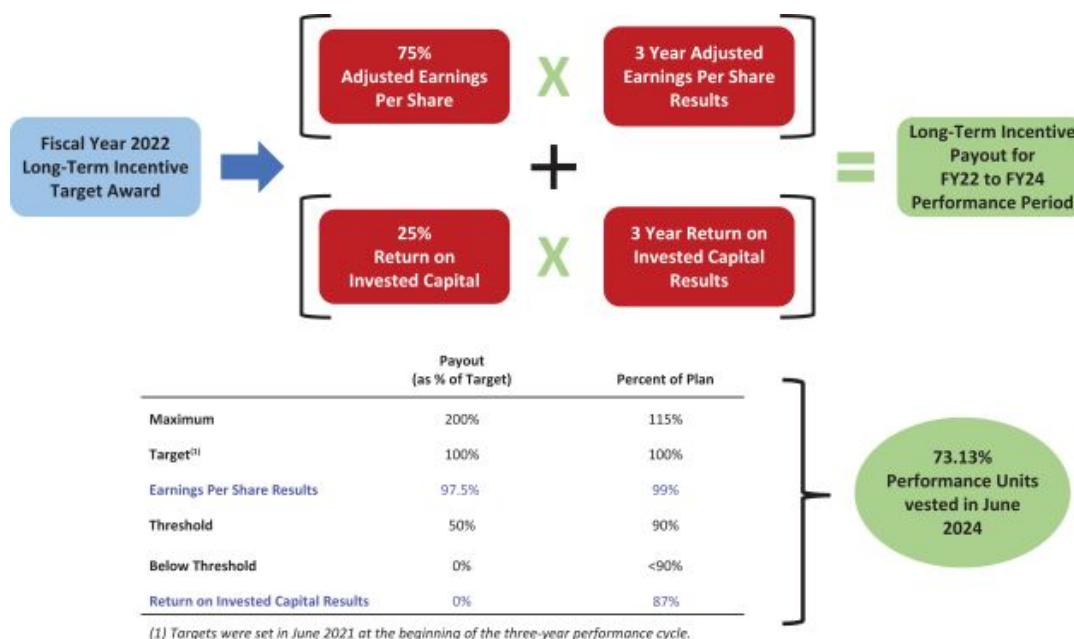 75%
Adjusted Earnings
Per Share
X
3 Year Adjusted
Earnings Per Share
Results
Fiscal Year 2022
Long-Term Incentive
Target Award
+
=
Long-Term Incentive
Payout for
FY22 to FY24
Performance Period
25%
Return on
Invested Capital
X
3 Year Return on
Invested Capital
Results
Payout
(as % of Target) Percent of Plan
Maximum 200% 115%
Target(1) 100% 100%
Earnings Per Share Results 97.5% 99%
Threshold 50% 90%
Below Threshold 0% <90%
Return on Invested Capital Results 0% 87%
73.13%
Performance Units
vested in June
2024
(1) Targets were set in June 2021 at the beginning of the three-year performance cycle.